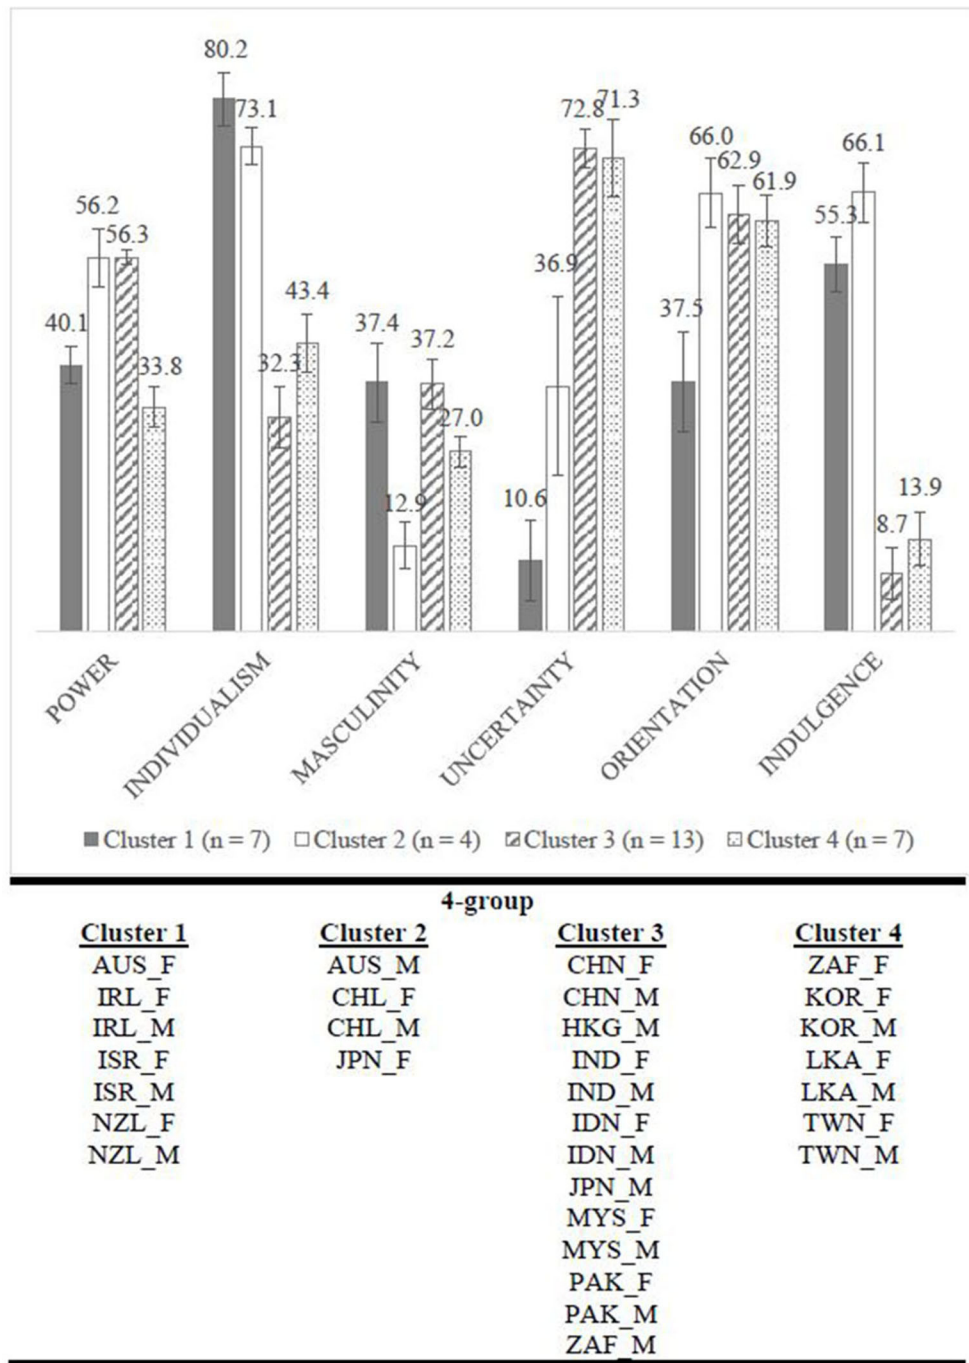 80.2
73.1
72.8
71.3
66.0
66.1
62.9
61.9
56.2
56.3
55.3
43.4
40.1
37.4
37.2
37.5
36.9
33.8
32.3
27.0
12.9
10.6
13.9
8.7
POWER
INDIVIDUALISM
MASCULINITY
UNCERTAINTY
ORIENTATION
INDULGENCE
Cluster 1 (n = 7) Cluster 2 (n = 4) Cluster 3 (n = 13) Cluster 4 (n = 7)
4-group
Cluster 1 Cluster 2 Cluster 3 Cluster 4
AUS_F AUS_M CHN_F ZAF_F
IRL_F CHL_F CHN_M KOR_F
IRL_M CHL_M HKG_M KOR_M
ISR_F JPN_F IND_F LKA_F
ISR_M IND_M LKA_M
NZL_F IDN_F TWN_F
NZL_M IDN_M TWN_M
JPN_M
MYS_F
MYS_M
PAK_F
PAK_M
ZAF_M